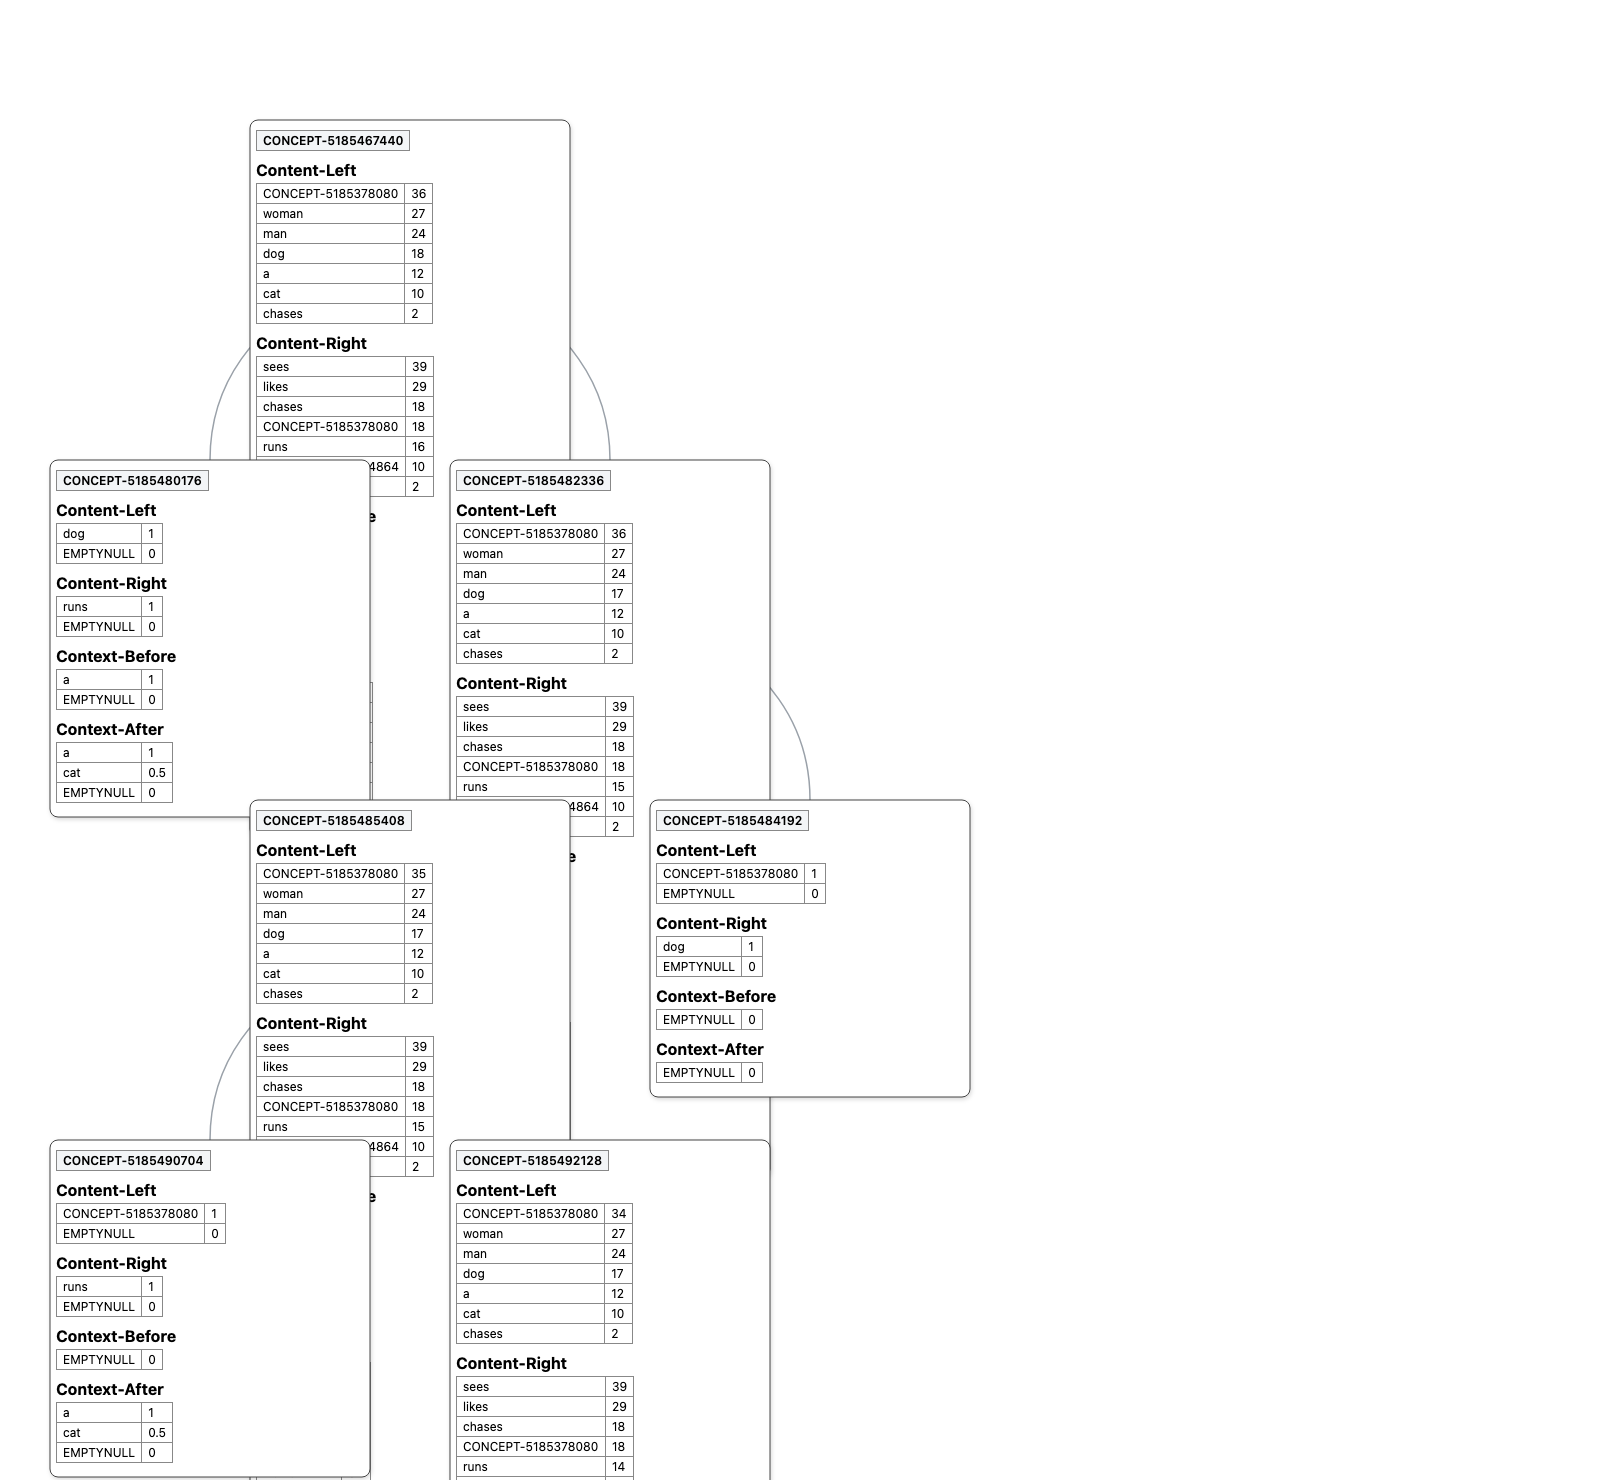 CONCEPT-5185467440
Content-Left
CONCEPT-5185378080 36
woman 27
man 24
dog 18
a 12
cat 10
chases 2
Content-Right
sees 39
likes 29
chases 18
CONCEPT-5185378080 18
runs 16
4864 10
2
e
CONCEPT-5185480176
Content-Left
dog 1
EMPTYNULL 0
Content-Right
runs 1
EMPTYNULL 0
Context-Before
a 1
EMPTYNULL 0
Context-After
a 1
cat 0.5
EMPTYNULL 0
CONCEPT-5185482336
Content-Left
CONCEPT-5185378080 36
woman 27
man 24
dog 17
a 12
cat 10
chases 2
Content-Right
sees 39
likes 29
chases 18
CONCEPT-5185378080 18
runs 15
4864 10
2
e
CONCEPT-5185485408
Content-Left
CONCEPT-5185378080 35
woman 27
man 24
dog 17
a 12
cat 10
chases 2
Content-Right
sees 39
likes 29
chases 18
CONCEPT-5185378080 18
runs 15
4864 10
2
e
CONCEPT-5185484192
Content-Left
CONCEPT-5185378080 1
EMPTYNULL 0
Content-Right
dog 1
EMPTYNULL 0
Context-Before
EMPTYNULL 0
Context-After
EMPTYNULL 0
CONCEPT-5185490704
Content-Left
CONCEPT-5185378080 1
EMPTYNULL 0
Content-Right
runs 1
EMPTYNULL 0
Context-Before
EMPTYNULL 0
Context-After
a 1
cat 0.5
EMPTYNULL 0
CONCEPT-5185492128
Content-Left
CONCEPT-5185378080 34
woman 27
man 24
dog 17
a 12
cat 10
chases 2
Content-Right
sees 39
likes 29
chases 18
CONCEPT-5185378080 18
runs 14